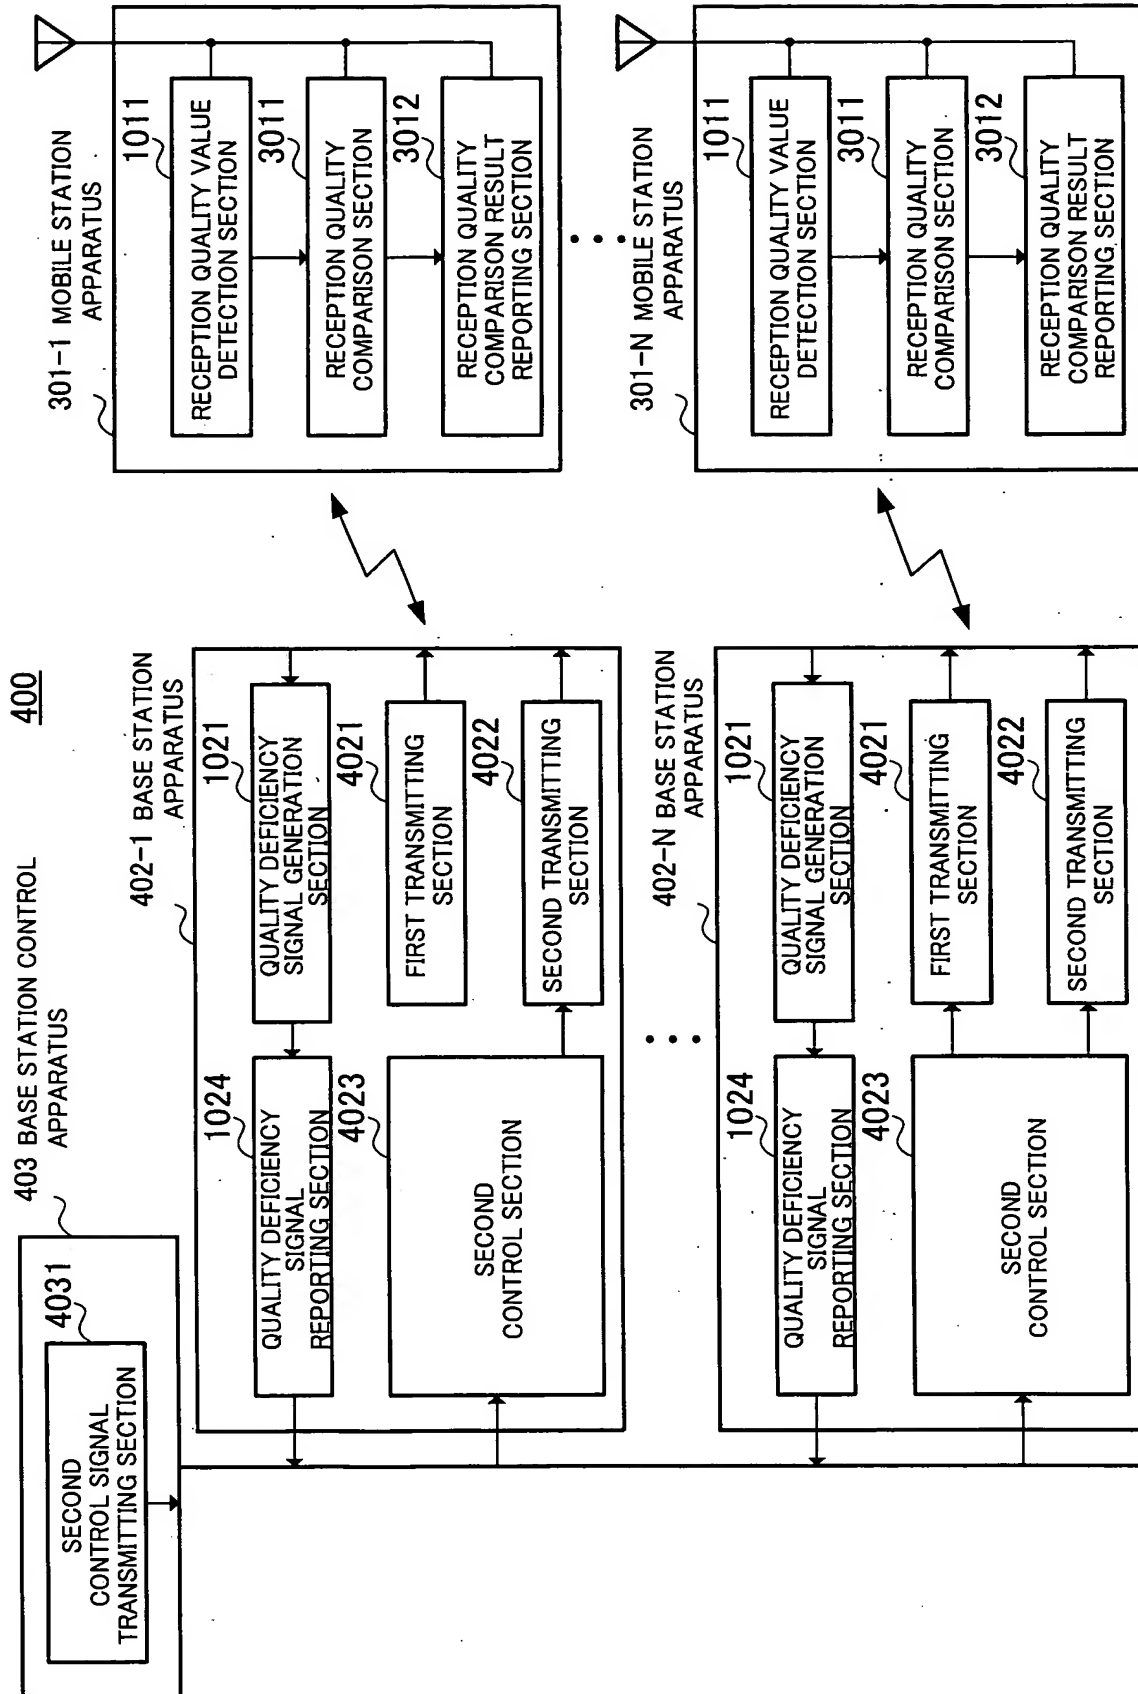 400
403 BASE STATION CONTROL
APPARATUS
4031
SECOND
CONTROL SIGNAL
TRANSMITTING SECTION
402-1 BASE STATION
APPARATUS
1024
QUALITY DEFICIENCY
SIGNAL
REPORTING SECTION
1021
QUALITY DEFICIENCY
SIGNAL GENERATION
SECTION
4023
SECOND
CONTROL SECTION
4021
FIRST TRANSMITTING
SECTION
4022
SECOND TRANSMITTING
SECTION
402-N BASE STATION
APPARATUS
1024
QUALITY DEFICIENCY
SIGNAL
REPORTING SECTION
1021
QUALITY DEFICIENCY
SIGNAL GENERATION
SECTION
4023
SECOND
CONTROL SECTION
4021
FIRST TRANSMITTING
SECTION
4022
SECOND TRANSMITTING
SECTION
301-1 MOBILE STATION
APPARATUS
1011
RECEPTION QUALITY VALUE
DETECTION SECTION
3011
RECEPTION QUALITY
COMPARISON SECTION
3012
RECEPTION QUALITY
COMPARISON RESULT
REPORTING SECTION
301-N MOBILE STATION
APPARATUS
1011
RECEPTION QUALITY VALUE
DETECTION SECTION
3011
RECEPTION QUALITY
COMPARISON SECTION
3012
RECEPTION QUALITY
COMPARISON RESULT
REPORTING SECTION